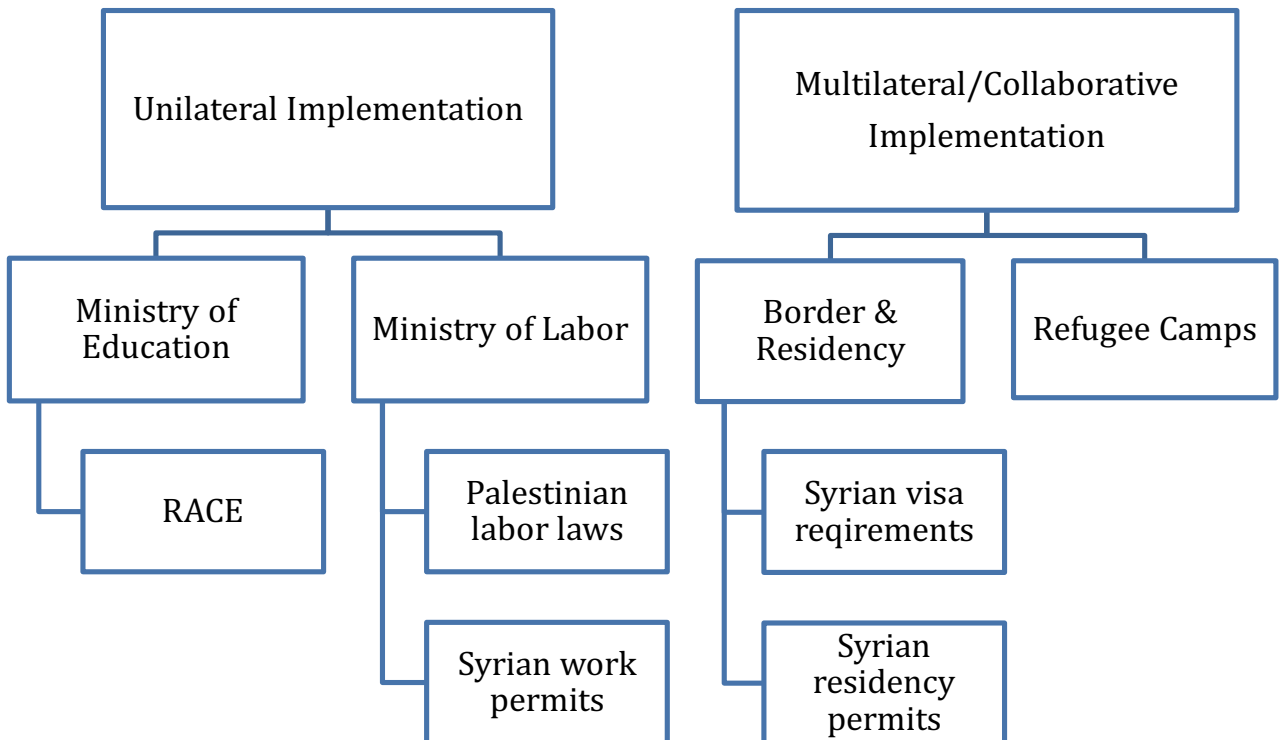 Unilateral Implementation
Multilateral/Collaborative
Implementation
Ministry of
Education
Ministry of Labor
Border &
Residency
Refugee Camps
RACE
Palestinian
labor laws
Syrian visa
reqirements
Syrian work
permits
Syrian
residency
permits